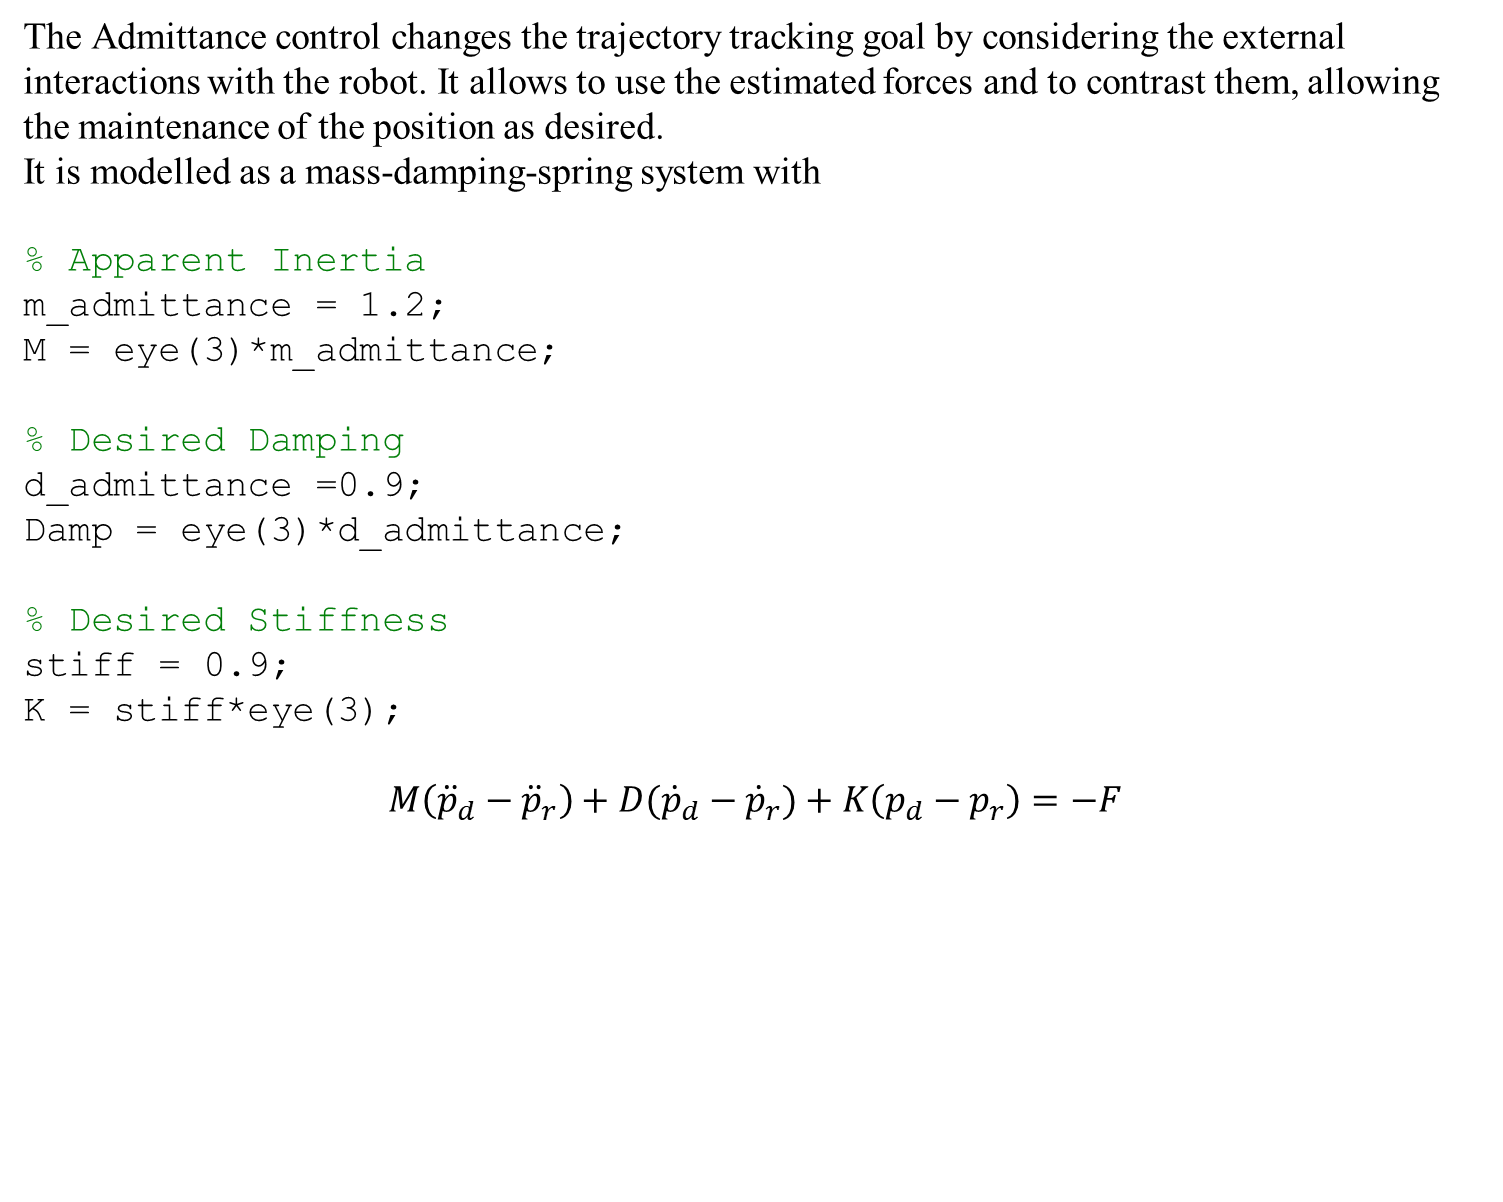 The Admittance control changes the trajectory tracking goal by considering the external
interactions with the robot. It allows to use the estimated forces and to contrast them, allowing
the maintenance of the position as desired.
It is modelled as a mass-damping-spring system with
% Apparent Inertia
m_admittance = 1.2;
M = eye(3)*m_admittance;
% Desired Damping
d_admittance =0.9;
Damp = eye(3)*d_admittance;
% Desired Stiffness
stiff = 0.9;
K = stiff*eye(3);
M(p̈_d − p̈_r) + D(ṗ_d − ṗ_r) + K(p_d − p_r) = −F